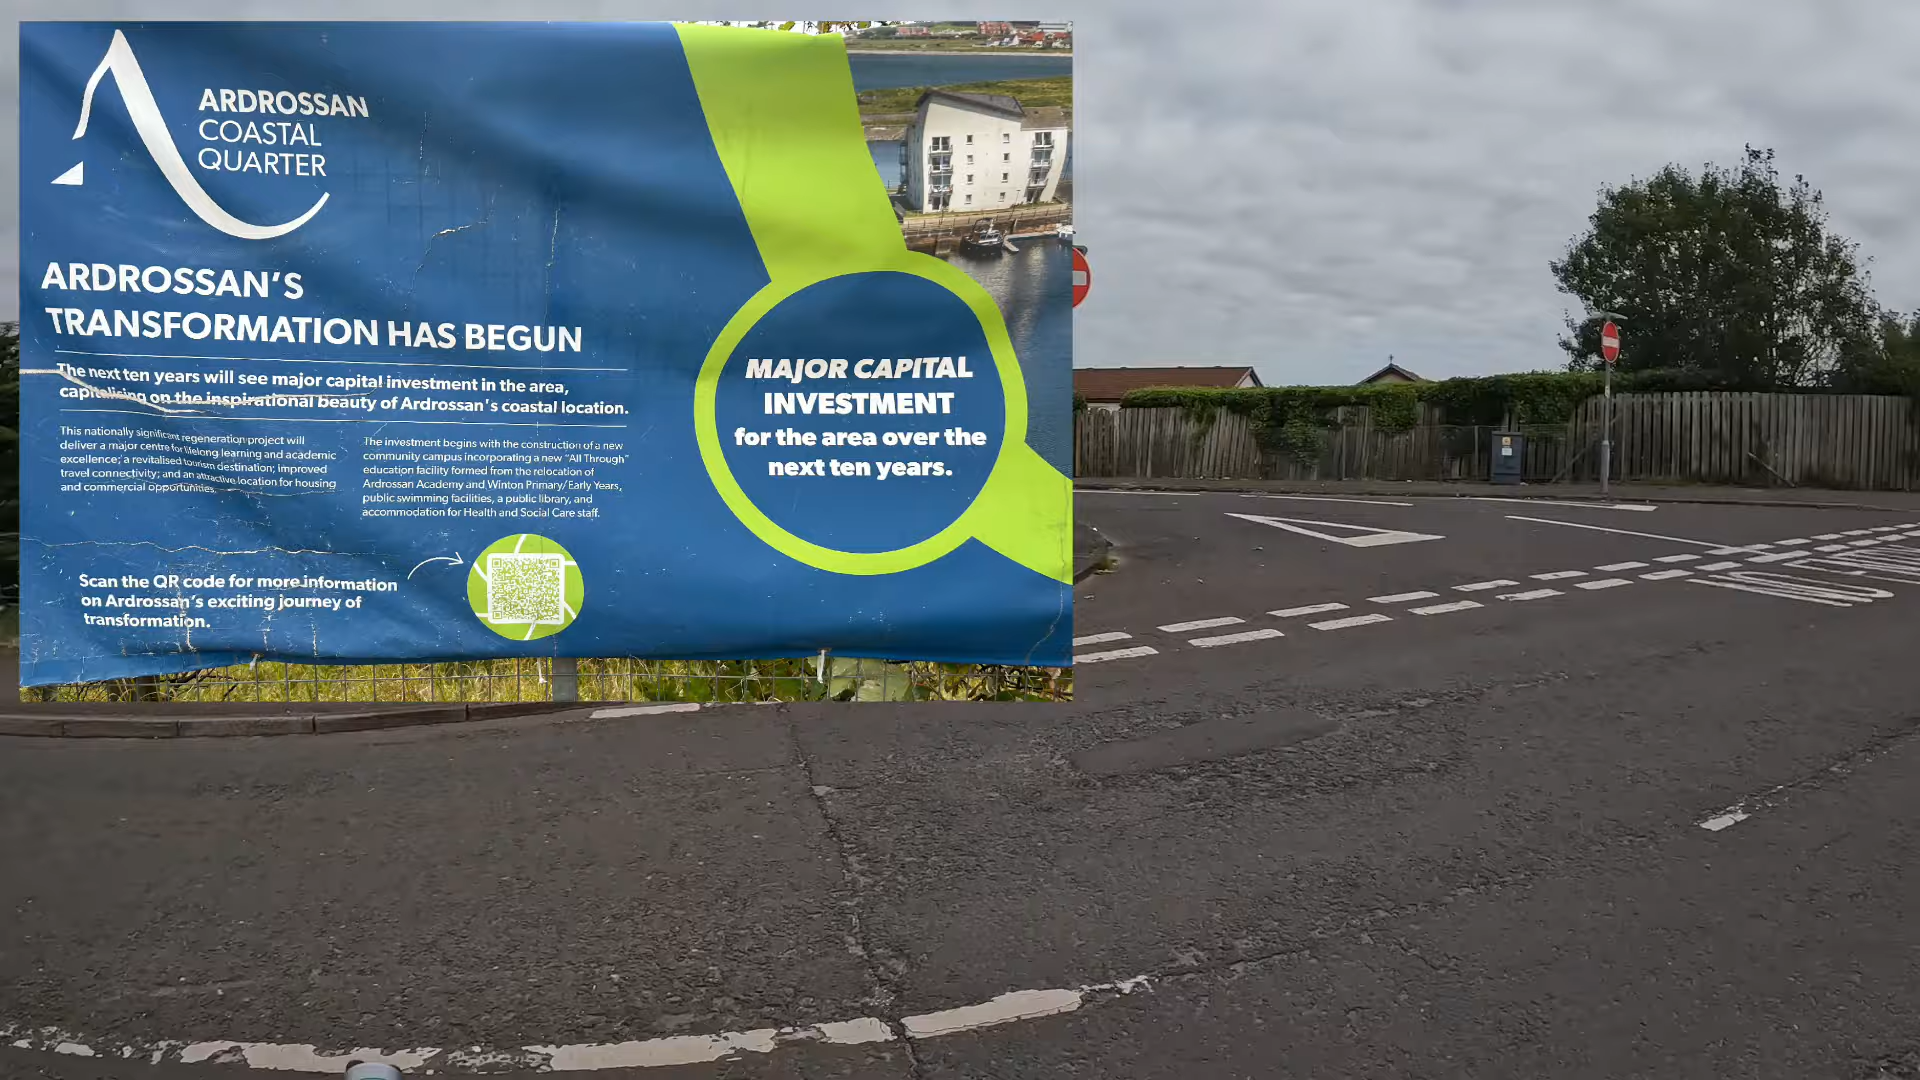 ARDROSSAN
COASTAL
QUARTER
ARDROSSAN'S
TRANSFORMATION HAS BEGUN
The next ten years will see major capital investment in the area,
capitalising on the inspirational beauty of Ardrossan's coastal location.
This nationally significant regeneration project will
deliver a major centre for lifelong learning and academic
excellence; a revitalised tourism destination; improved
travel connectivity; and an attractive location for housing
and commercial opportunities.
The investment begins with the construction of a new
community campus incorporating a new "All Through"
education facility formed from the relocation of
Ardrossan Academy and Winton Primary/Early Years,
public swimming facilities, a public library, and
accommodation for Health and Social Care staff.
Scan the QR code for more information
on Ardrossan's exciting journey of
transformation.
MAJOR CAPITAL
INVESTMENT
for the area over the
next ten years.
NO